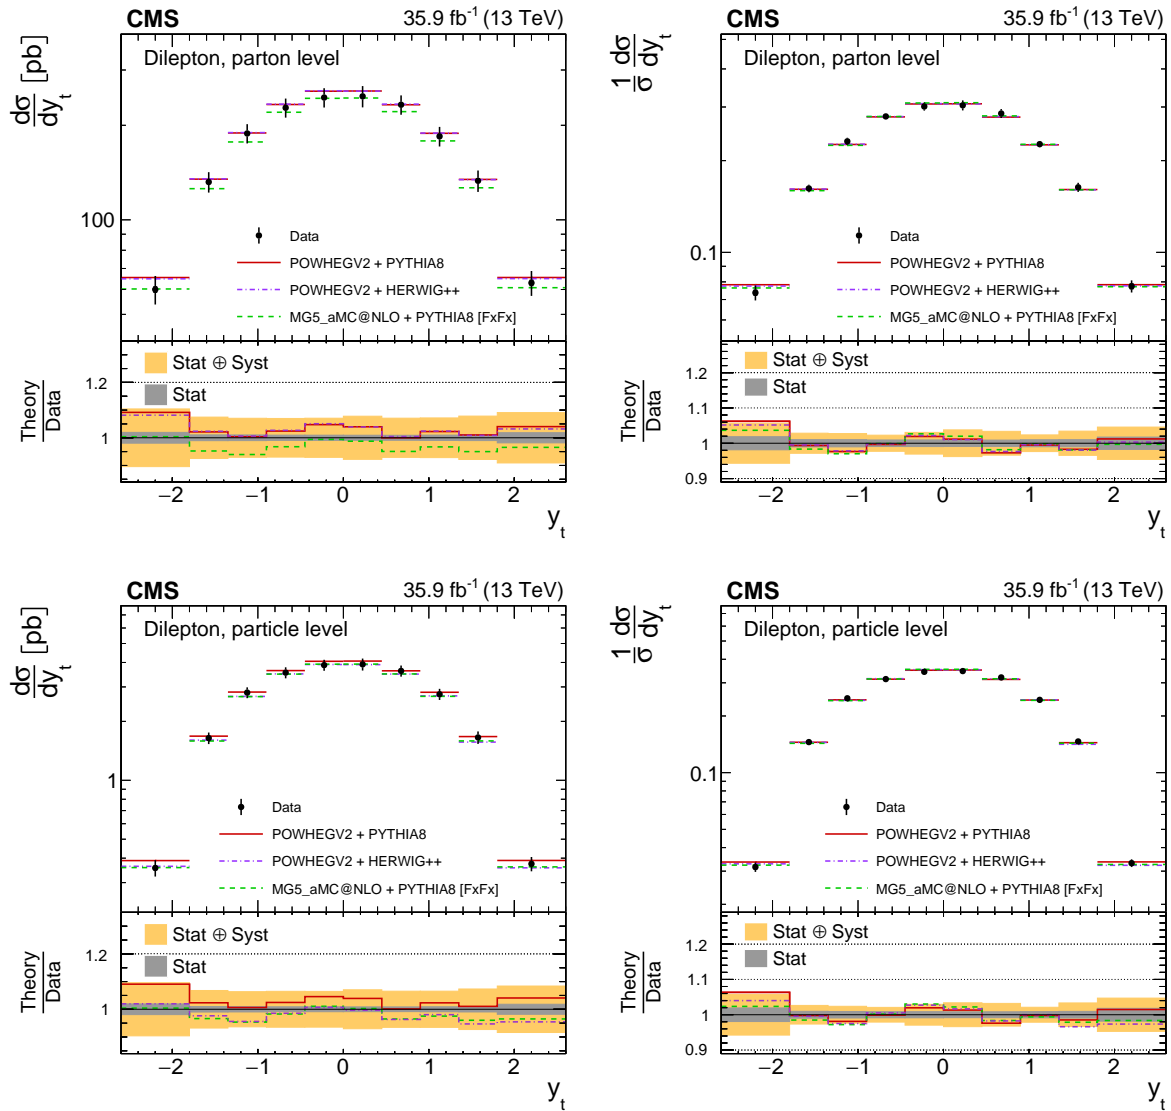 CMS 35.9 fb⁻¹ (13 TeV)
dσ/dy_t [pb]
Dilepton, parton level
100
Data
POWHEGV2 + PYTHIA8
POWHEGV2 + HERWIG++
MG5_aMC@NLO + PYTHIA8 [FxFx]
Theory/Data
Stat ⊕ Syst
Stat
1.2
1
−2 −1 0 1 2
y_t
CMS 35.9 fb⁻¹ (13 TeV)
1/σ dσ/dy_t
Dilepton, parton level
0.1
Data
POWHEGV2 + PYTHIA8
POWHEGV2 + HERWIG++
MG5_aMC@NLO + PYTHIA8 [FxFx]
Theory/Data
Stat ⊕ Syst
Stat
1.2
1.1
1
0.9
−2 −1 0 1 2
y_t
CMS 35.9 fb⁻¹ (13 TeV)
dσ/dy_t [pb]
Dilepton, particle level
1
Data
POWHEGV2 + PYTHIA8
POWHEGV2 + HERWIG++
MG5_aMC@NLO + PYTHIA8 [FxFx]
Theory/Data
Stat ⊕ Syst
Stat
1.2
1
−2 −1 0 1 2
y_t
CMS 35.9 fb⁻¹ (13 TeV)
1/σ dσ/dy_t
Dilepton, particle level
0.1
Data
POWHEGV2 + PYTHIA8
POWHEGV2 + HERWIG++
MG5_aMC@NLO + PYTHIA8 [FxFx]
Theory/Data
Stat ⊕ Syst
Stat
1.2
1.1
1
0.9
−2 −1 0 1 2
y_t